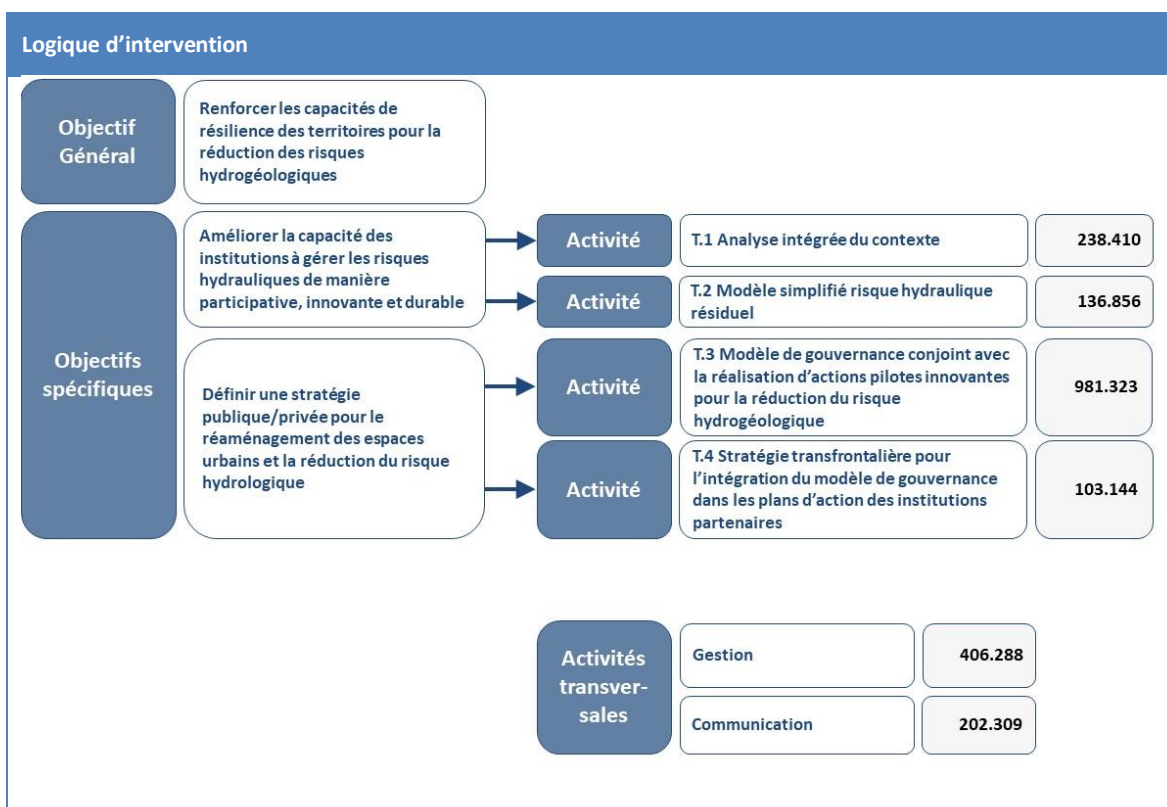 Logique d'intervention
Objectif
Général
Renforcer les capacités de
résilience des territoires pour la
réduction des risques
hydrogéologiques
Objectifs
spécifiques
Améliorer la capacité des
institutions à gérer les risques
hydrauliques de manière
participative, innovante et durable
Activité
T.1 Analyse intégrée du contexte
238.410
Activité
T.2 Modèle simplifié risque hydraulique
résiduel
136.856
Définir une stratégie
publique/privée pour le
réaménagement des espaces
urbains et la réduction du risque
hydrologique
Activité
T.3 Modèle de gouvernance conjoint avec
la réalisation d'actions pilotes innovantes
pour la réduction du risque
hydrogéologique
981.323
Activité
T.4 Stratégie transfrontalière pour
l'intégration du modèle de gouvernance
dans les plans d'action des institutions
partenaires
103.144
Activités
transver-
sales
Gestion
406.288
Communication
202.309